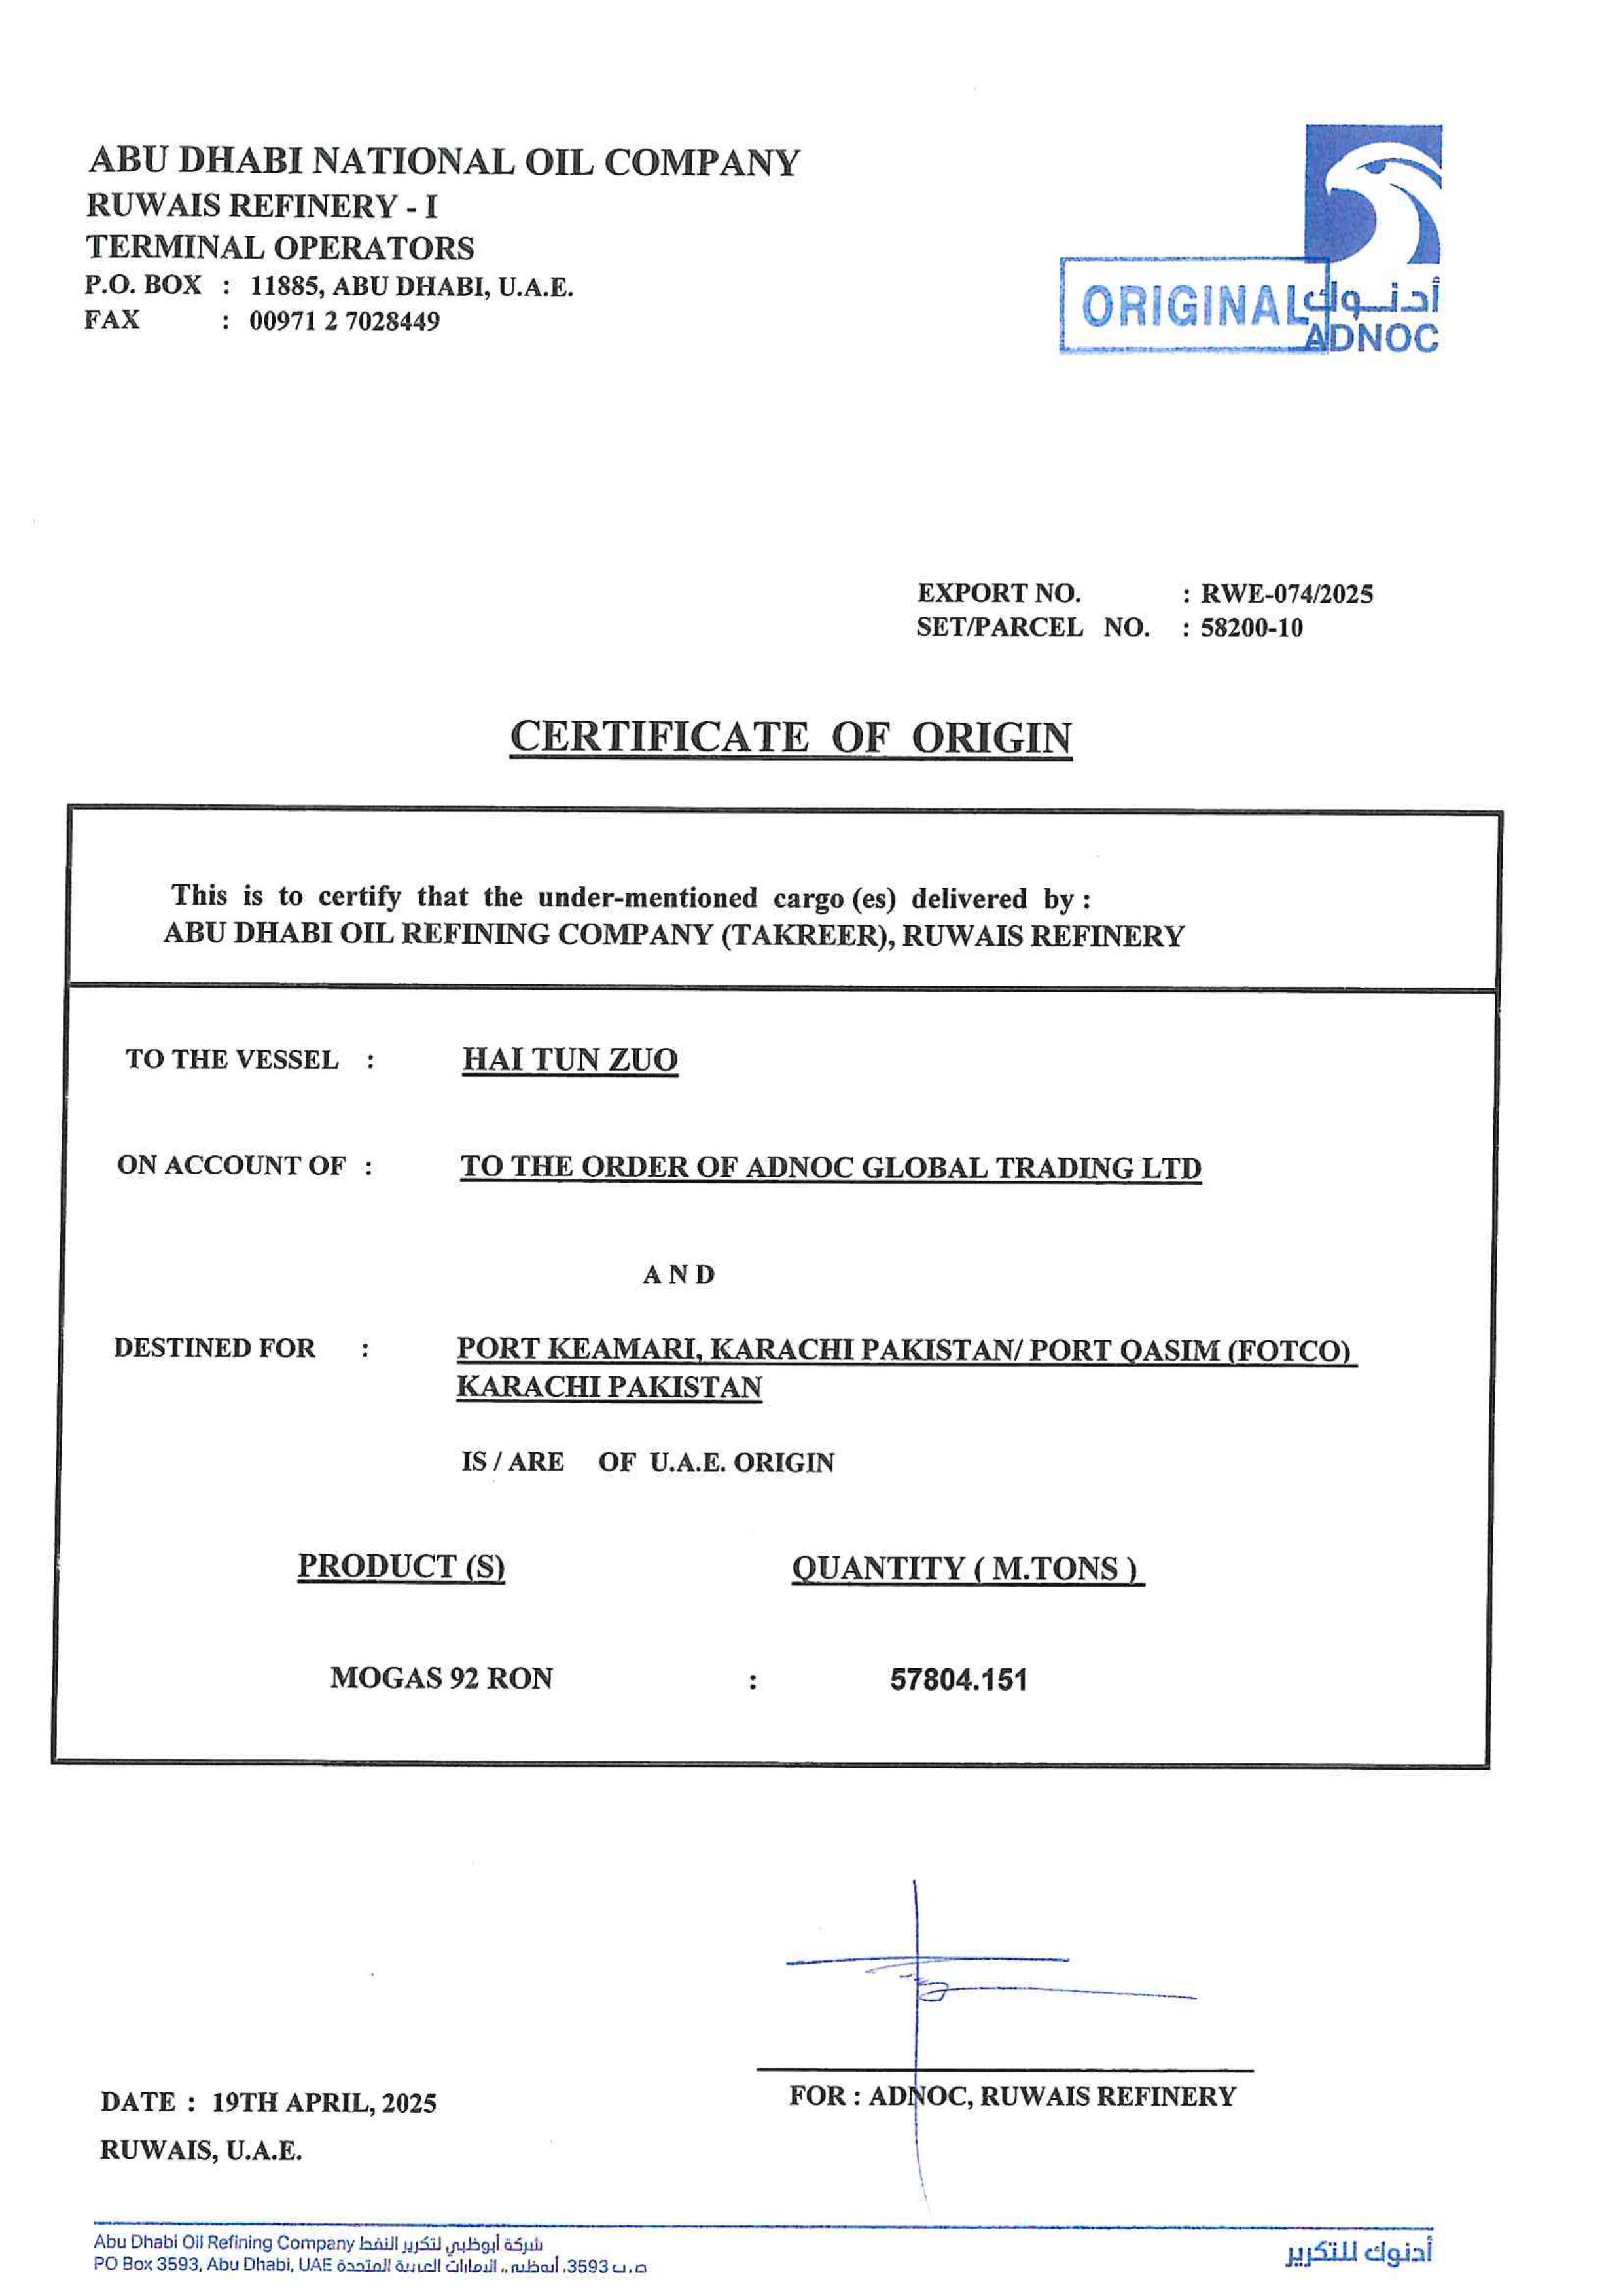 ABU DHABI NATIONAL OIL COMPANY
RUWAIS REFINERY - I
TERMINAL OPERATORS
P.O. BOX : 11885, ABU DHABI, U.A.E.
FAX : 00971 2 7028449
ORIGINAL
أدنوك
ADNOC
EXPORT NO. : RWE-074/2025
SET/PARCEL NO. : 58200-10
CERTIFICATE OF ORIGIN
This is to certify that the under-mentioned cargo (es) delivered by :
ABU DHABI OIL REFINING COMPANY (TAKREER), RUWAIS REFINERY
TO THE VESSEL : HAI TUN ZUO
ON ACCOUNT OF : TO THE ORDER OF ADNOC GLOBAL TRADING LTD
A N D
DESTINED FOR : PORT KEAMARI, KARACHI PAKISTAN/ PORT QASIM (FOTCO)
KARACHI PAKISTAN
IS / ARE OF U.A.E. ORIGIN
PRODUCT (S) QUANTITY ( M.TONS )
MOGAS 92 RON : 57804.151
DATE : 19TH APRIL, 2025
FOR : ADNOC, RUWAIS REFINERY
RUWAIS, U.A.E.
Abu Dhabi Oil Refining Company شركة أبوظبي لتكرير النفط
PO Box 3593, Abu Dhabi, UAE ص.ب 3593، أبوظبي، الإمارات العربية المتحدة
أدنوك للتكرير